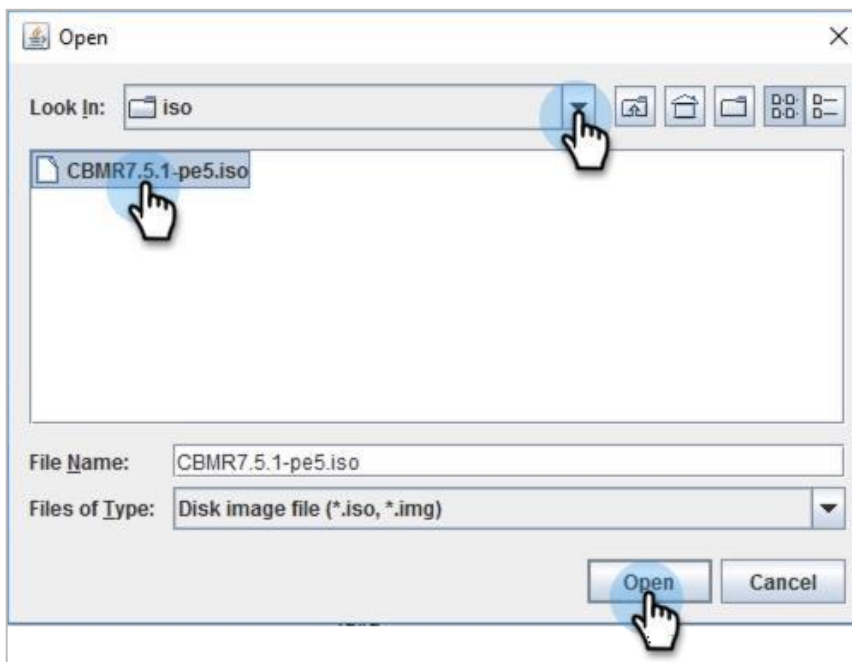 Open
Look In: iso
CBMR7.5.1-pe5.iso
File Name: CBMR7.5.1-pe5.iso
Files of Type: Disk image file (*.iso, *.img)
Open Cancel